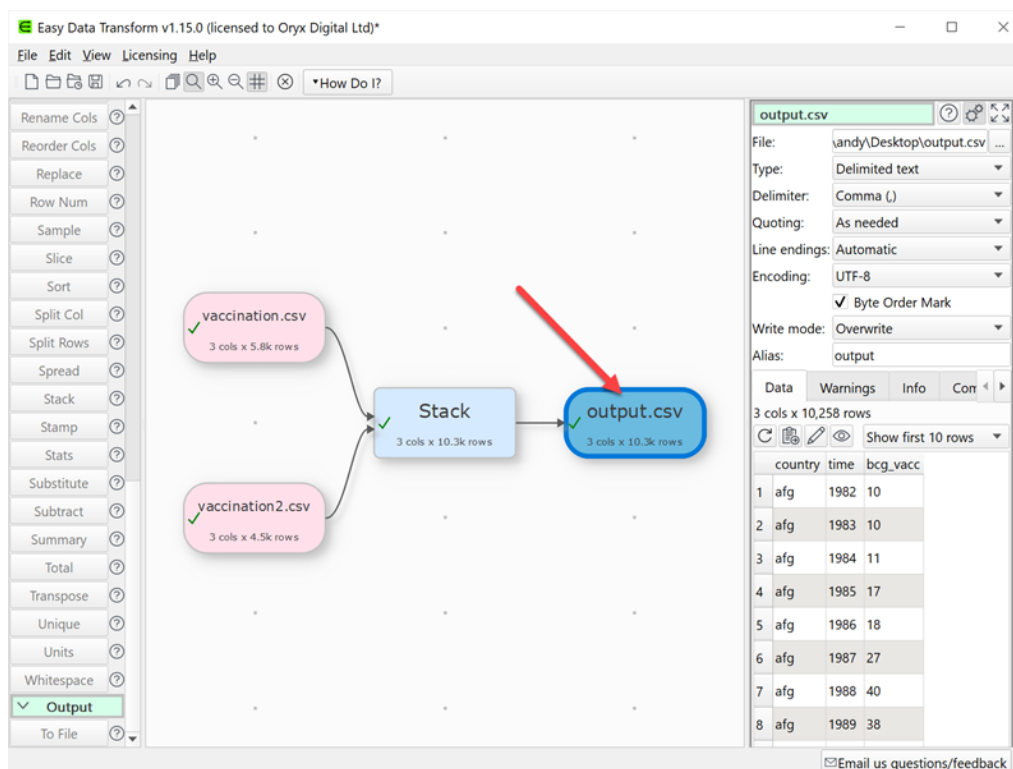 Easy Data Transform v1.15.0 (licensed to Oryx Digital Ltd)*
File Edit View Licensing Help
▾How Do I?
Rename Cols
Reorder Cols
Replace
Row Num
Sample
Slice
Sort
Split Col
Split Rows
Spread
Stack
Stamp
Stats
Substitute
Subtract
Summary
Total
Transpose
Unique
Units
Whitespace
Output
To File
vaccination.csv
3 cols x 5.8k rows
vaccination2.csv
3 cols x 4.5k rows
Stack
3 cols x 10.3k rows
output.csv
3 cols x 10.3k rows
output.csv
File: \andy\Desktop\output.csv ...
Type: Delimited text
Delimiter: Comma (,)
Quoting: As needed
Line endings: Automatic
Encoding: UTF-8
Byte Order Mark
Write mode: Overwrite
Alias: output
Data Warnings Info Con
3 cols x 10,258 rows
Show first 10 rows
country time bcg_vacc
1 afg 1982 10
2 afg 1983 10
3 afg 1984 11
4 afg 1985 17
5 afg 1986 18
6 afg 1987 27
7 afg 1988 40
8 afg 1989 38
Email us questions/feedback